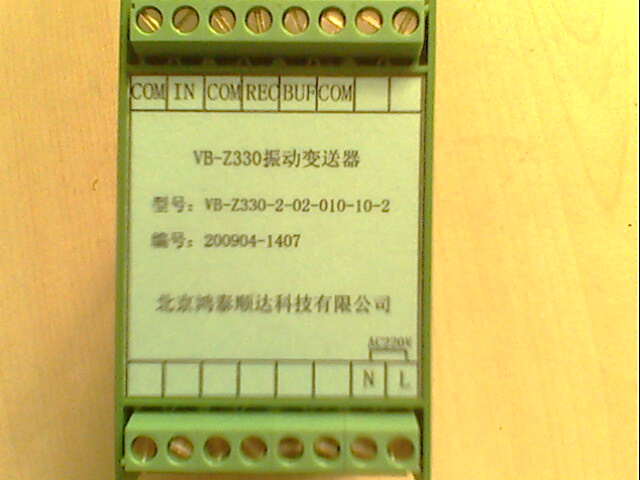 COM IN COM REC BUF COM
VB-Z330振动变送器
型号: VB-Z330-2-02-010-10-2
编号: 200904-1407
北京鸿泰顺达科技有限公司
AC220V
N L